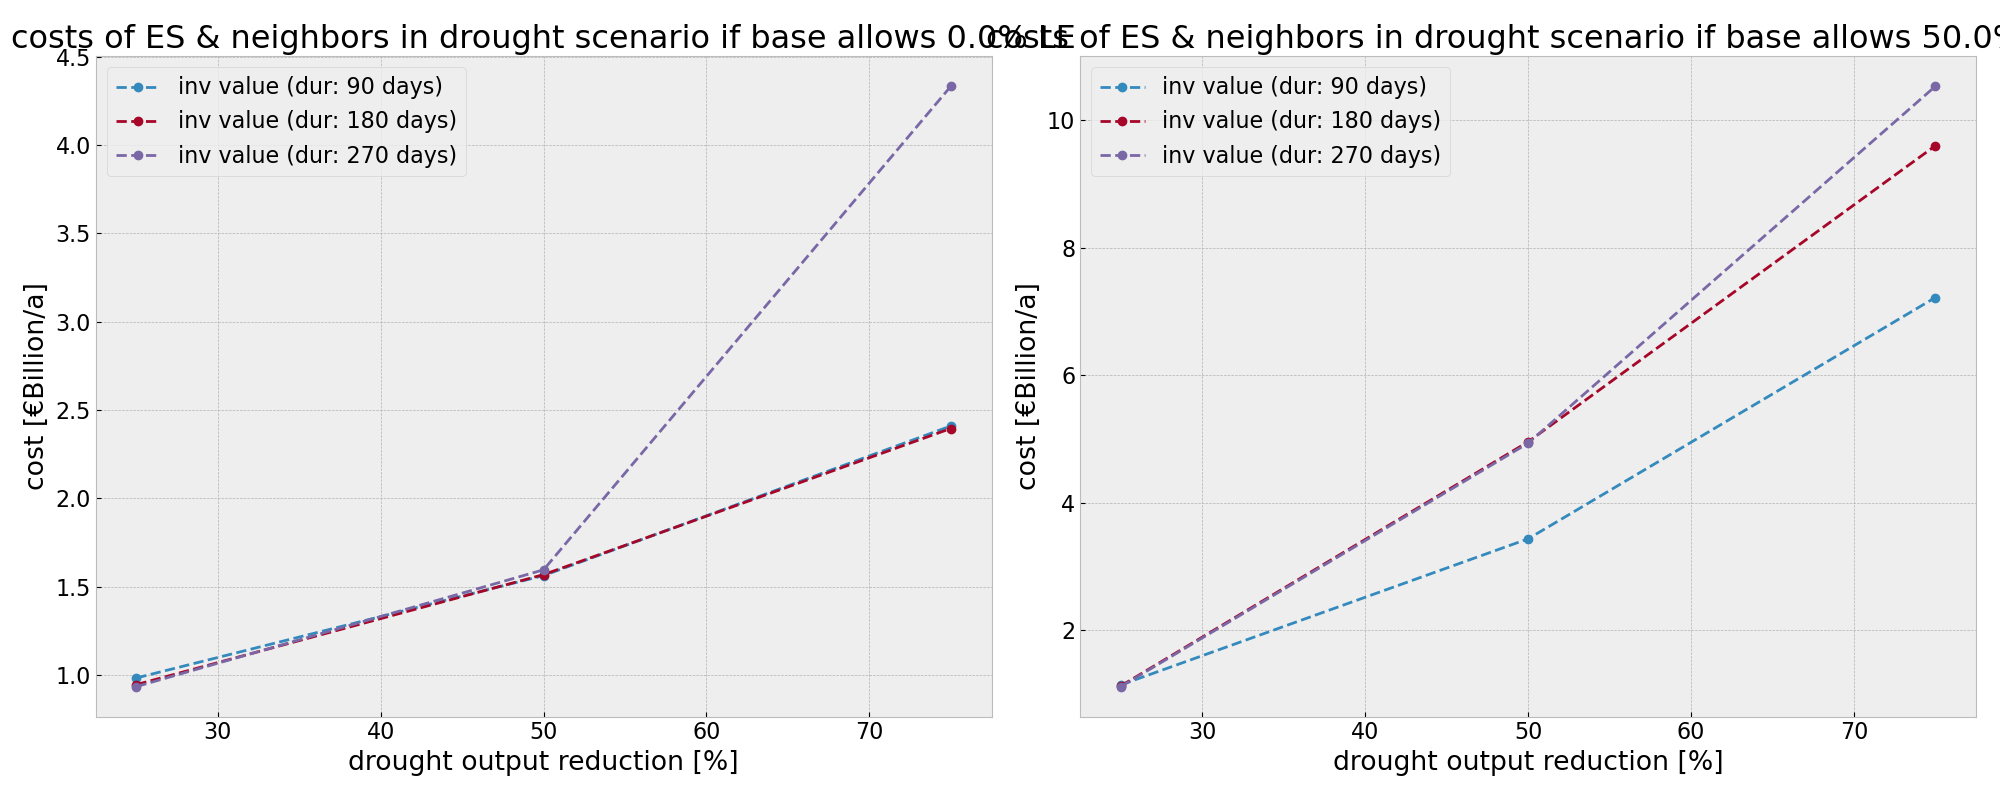 costs of ES & neighbors in drought scenario if base allows 0.0% LE
of ES & neighbors in drought scenario if base allows 50.0%
inv value (dur: 90 days)
inv value (dur: 180 days)
inv value (dur: 270 days)
4.5
4.0
3.5
3.0
2.5
2.0
1.5
1.0
cost [€Billion/a]
30
40
50
60
70
drought output reduction [%]
inv value (dur: 90 days)
inv value (dur: 180 days)
inv value (dur: 270 days)
10
8
6
4
2
cost [€Billion/a]
30
40
50
60
70
drought output reduction [%]